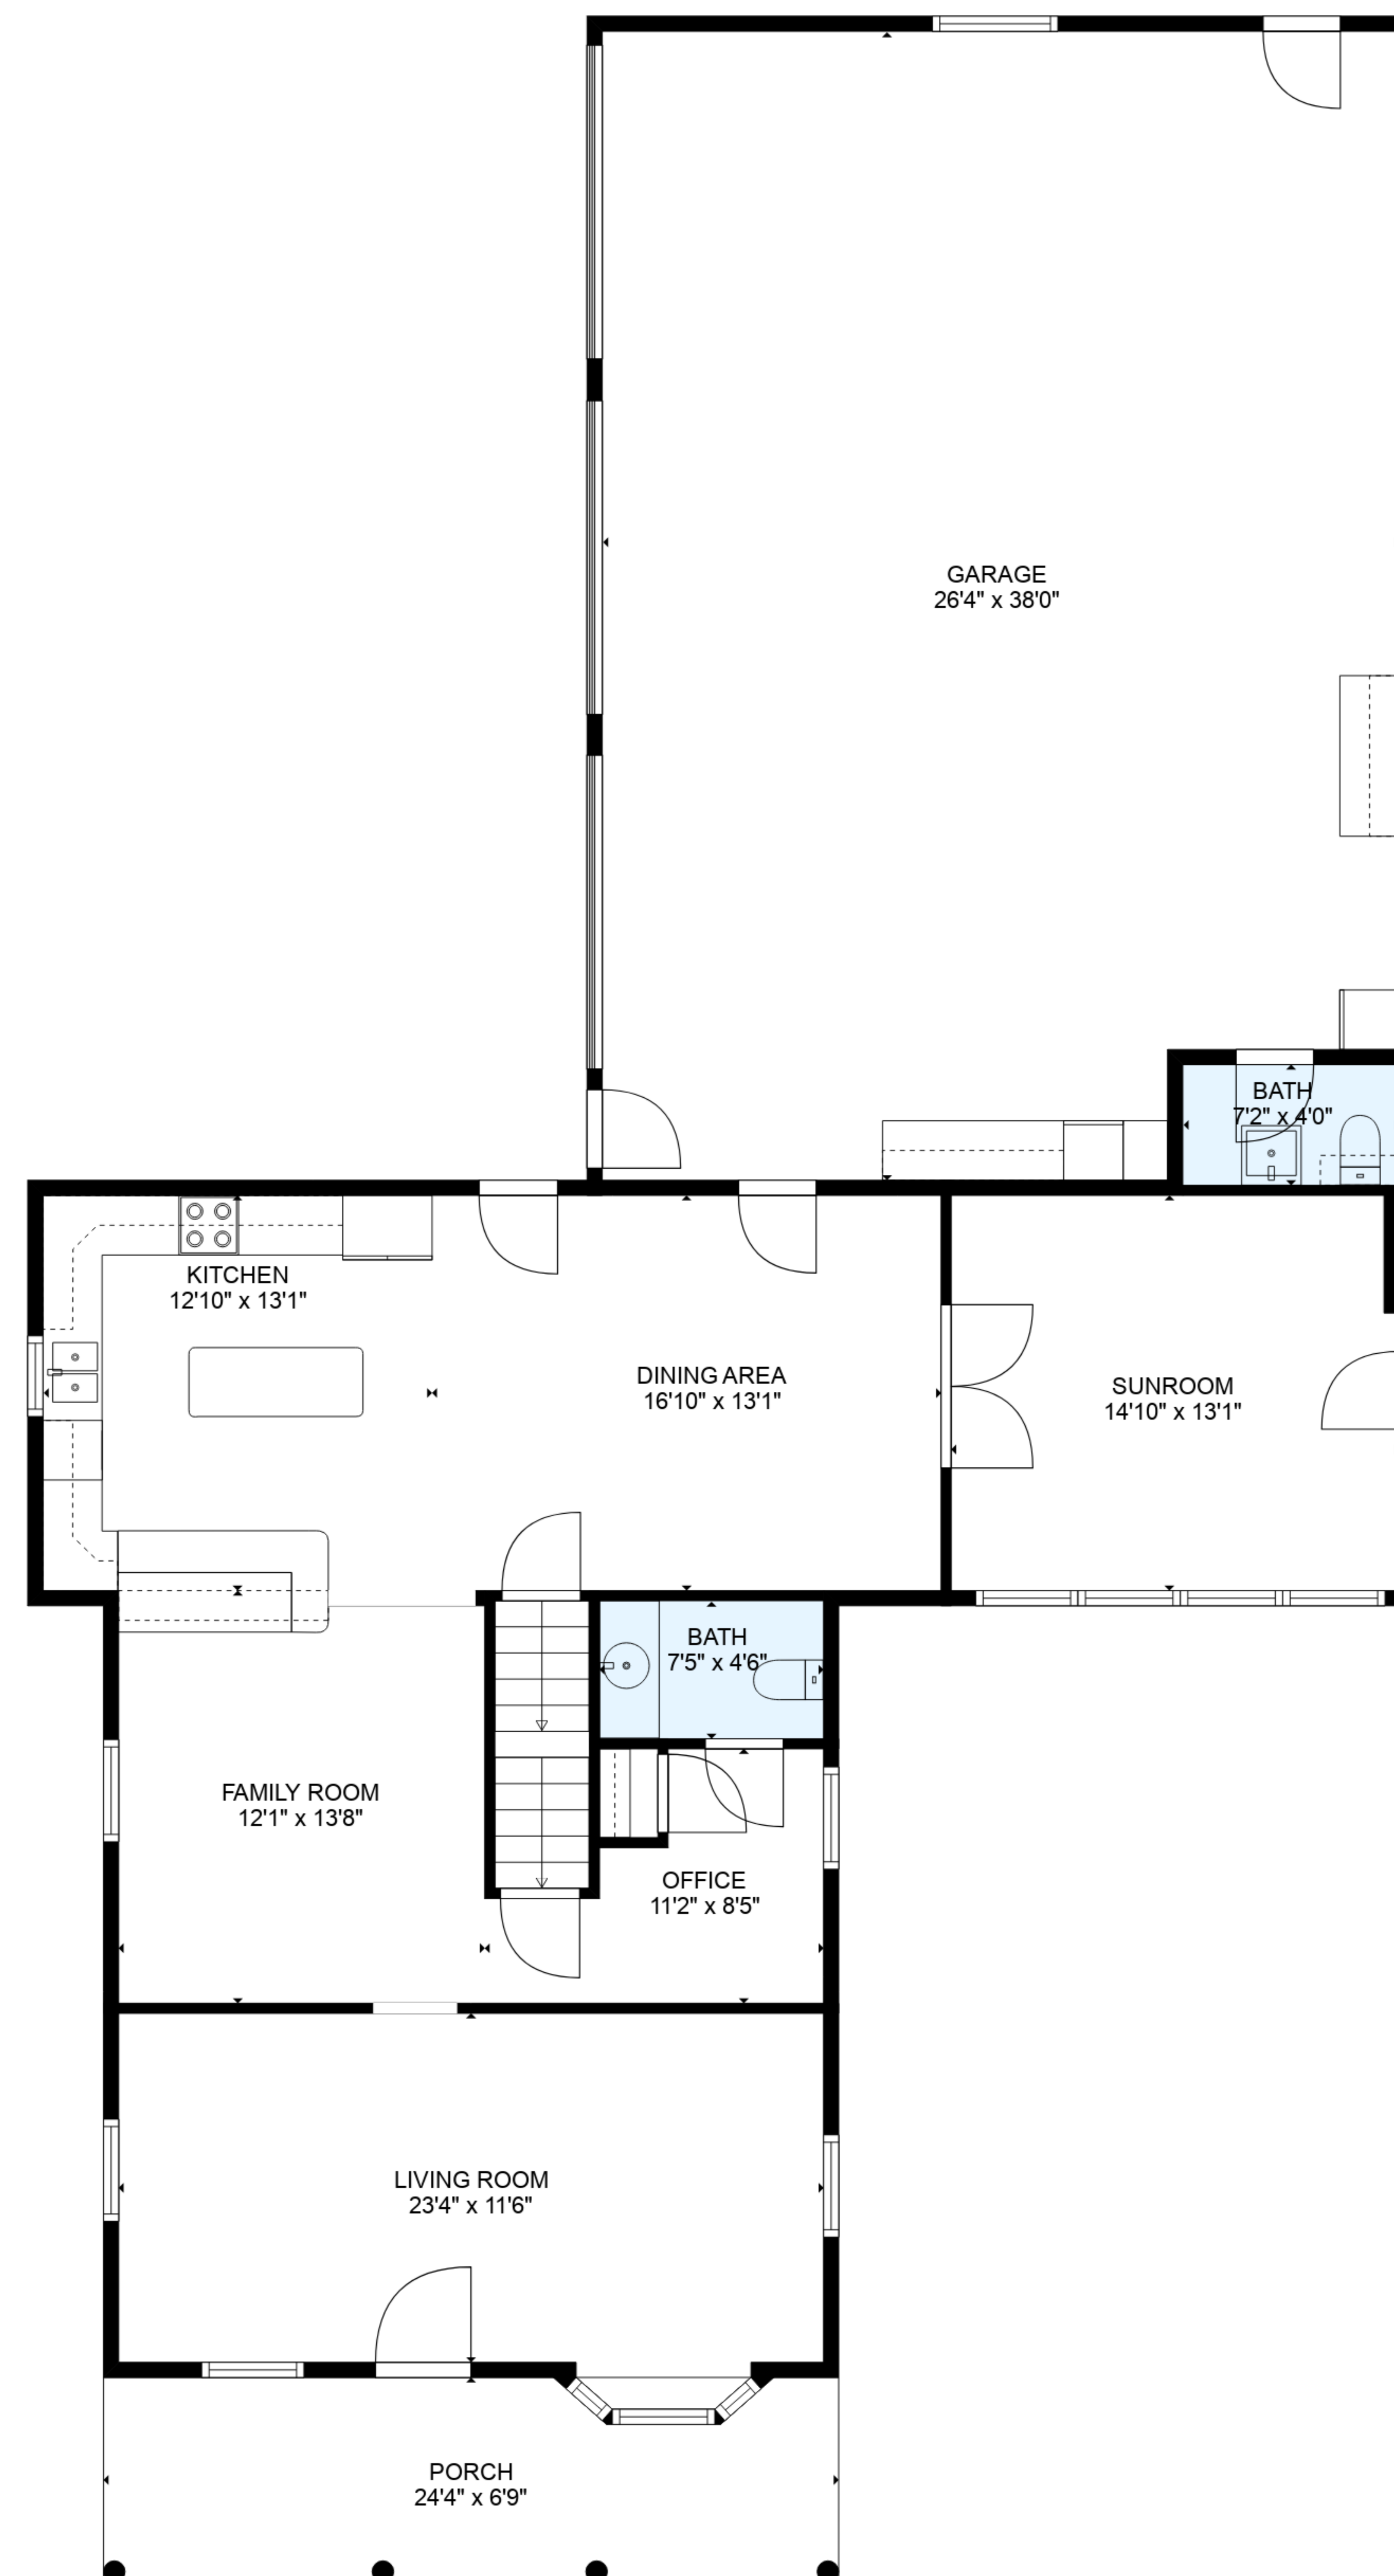 GARAGE
26'4" x 38'0"
BATH
7'2" x 4'0"
KITCHEN
12'10" x 13'1"
DINING AREA
16'10" x 13'1"
SUNROOM
14'10" x 13'1"
BATH
7'5" x 4'6"
FAMILY ROOM
12'1" x 13'8"
OFFICE
11'2" x 8'5"
LIVING ROOM
23'4" x 11'6"
PORCH
24'4" x 6'9"